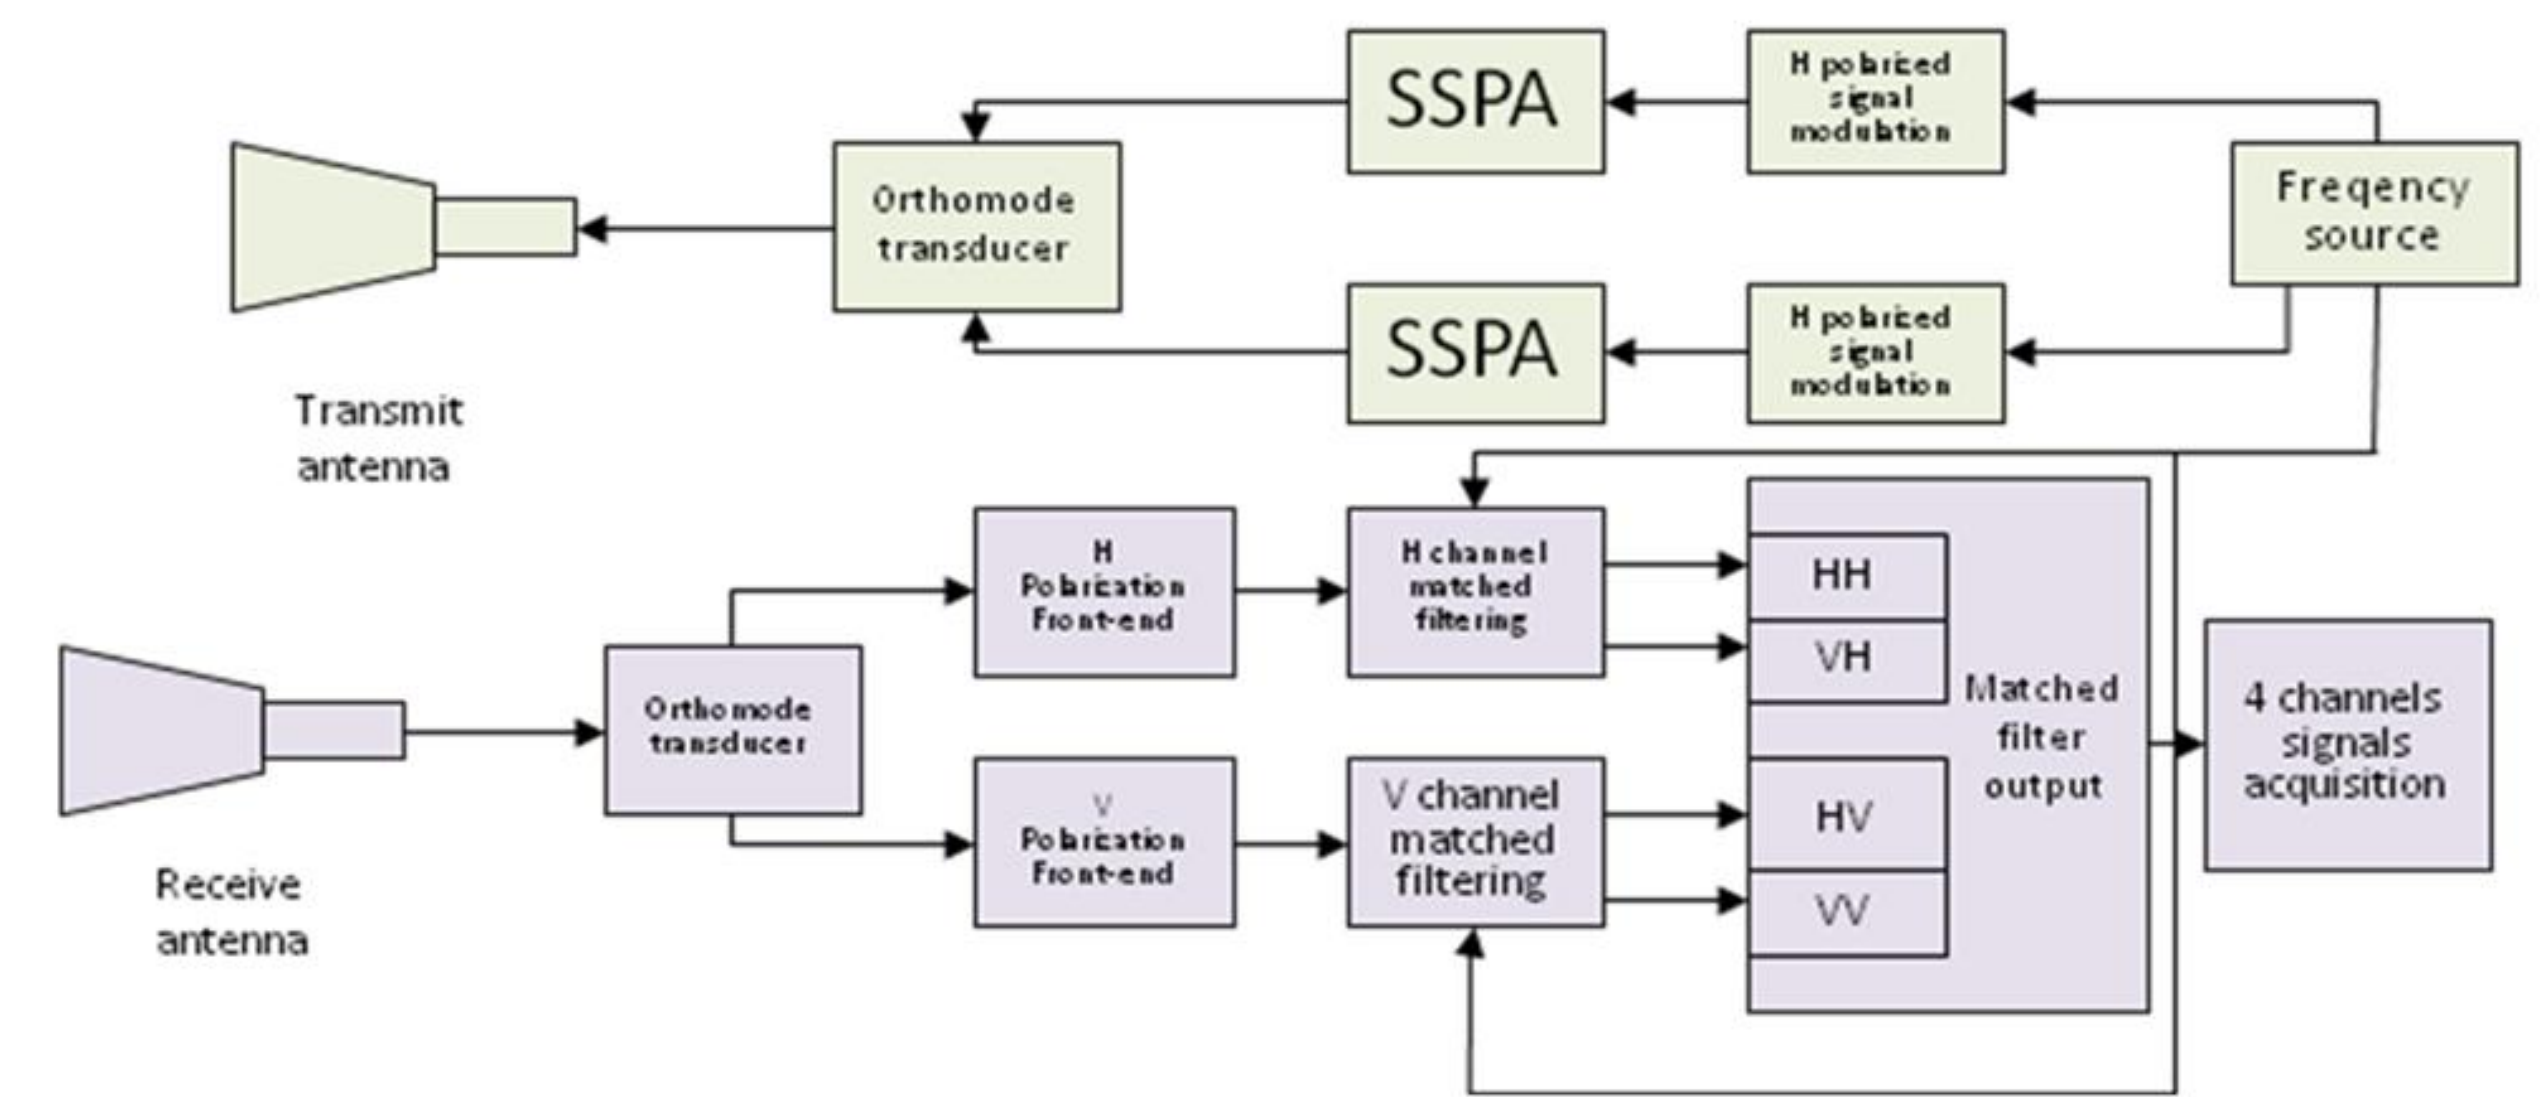 SSPA
H polarized
signal
modulation
Freqency
source
Orthomode
transducer
SSPA
H polarized
signal
modulation
Transmit
antenna
H
Polarization
Front-end
H channel
matched
filtering
HH
VH
Matched
filter
output
4 channels
signals
acquisition
Orthomode
transducer
V
Polarization
Front-end
V channel
matched
filtering
HV
VV
Receive
antenna